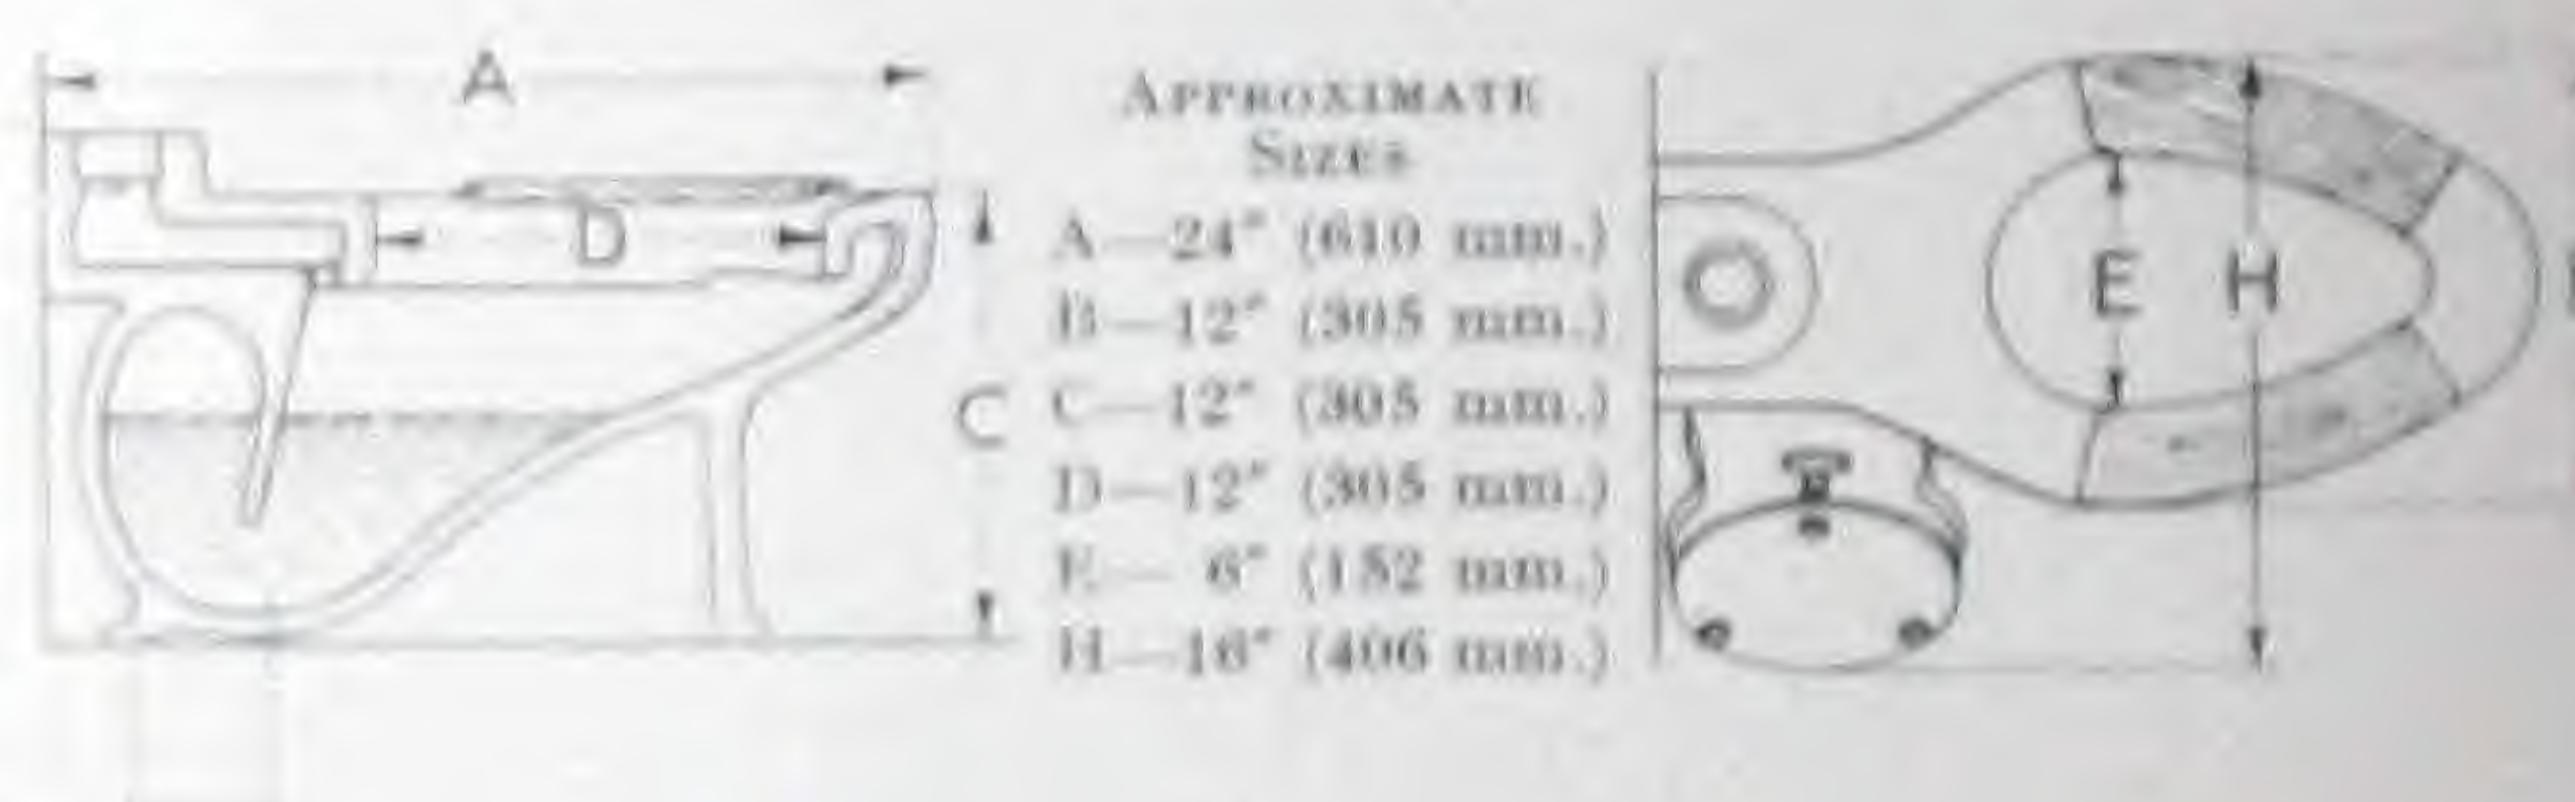 A
D
C
APPROXIMATE
SIZES
A—24" (610 mm.)
B—12" (305 mm.)
C—12" (305 mm.)
D—12" (305 mm.)
E— 6" (152 mm.)
H—16" (406 mm.)
E H